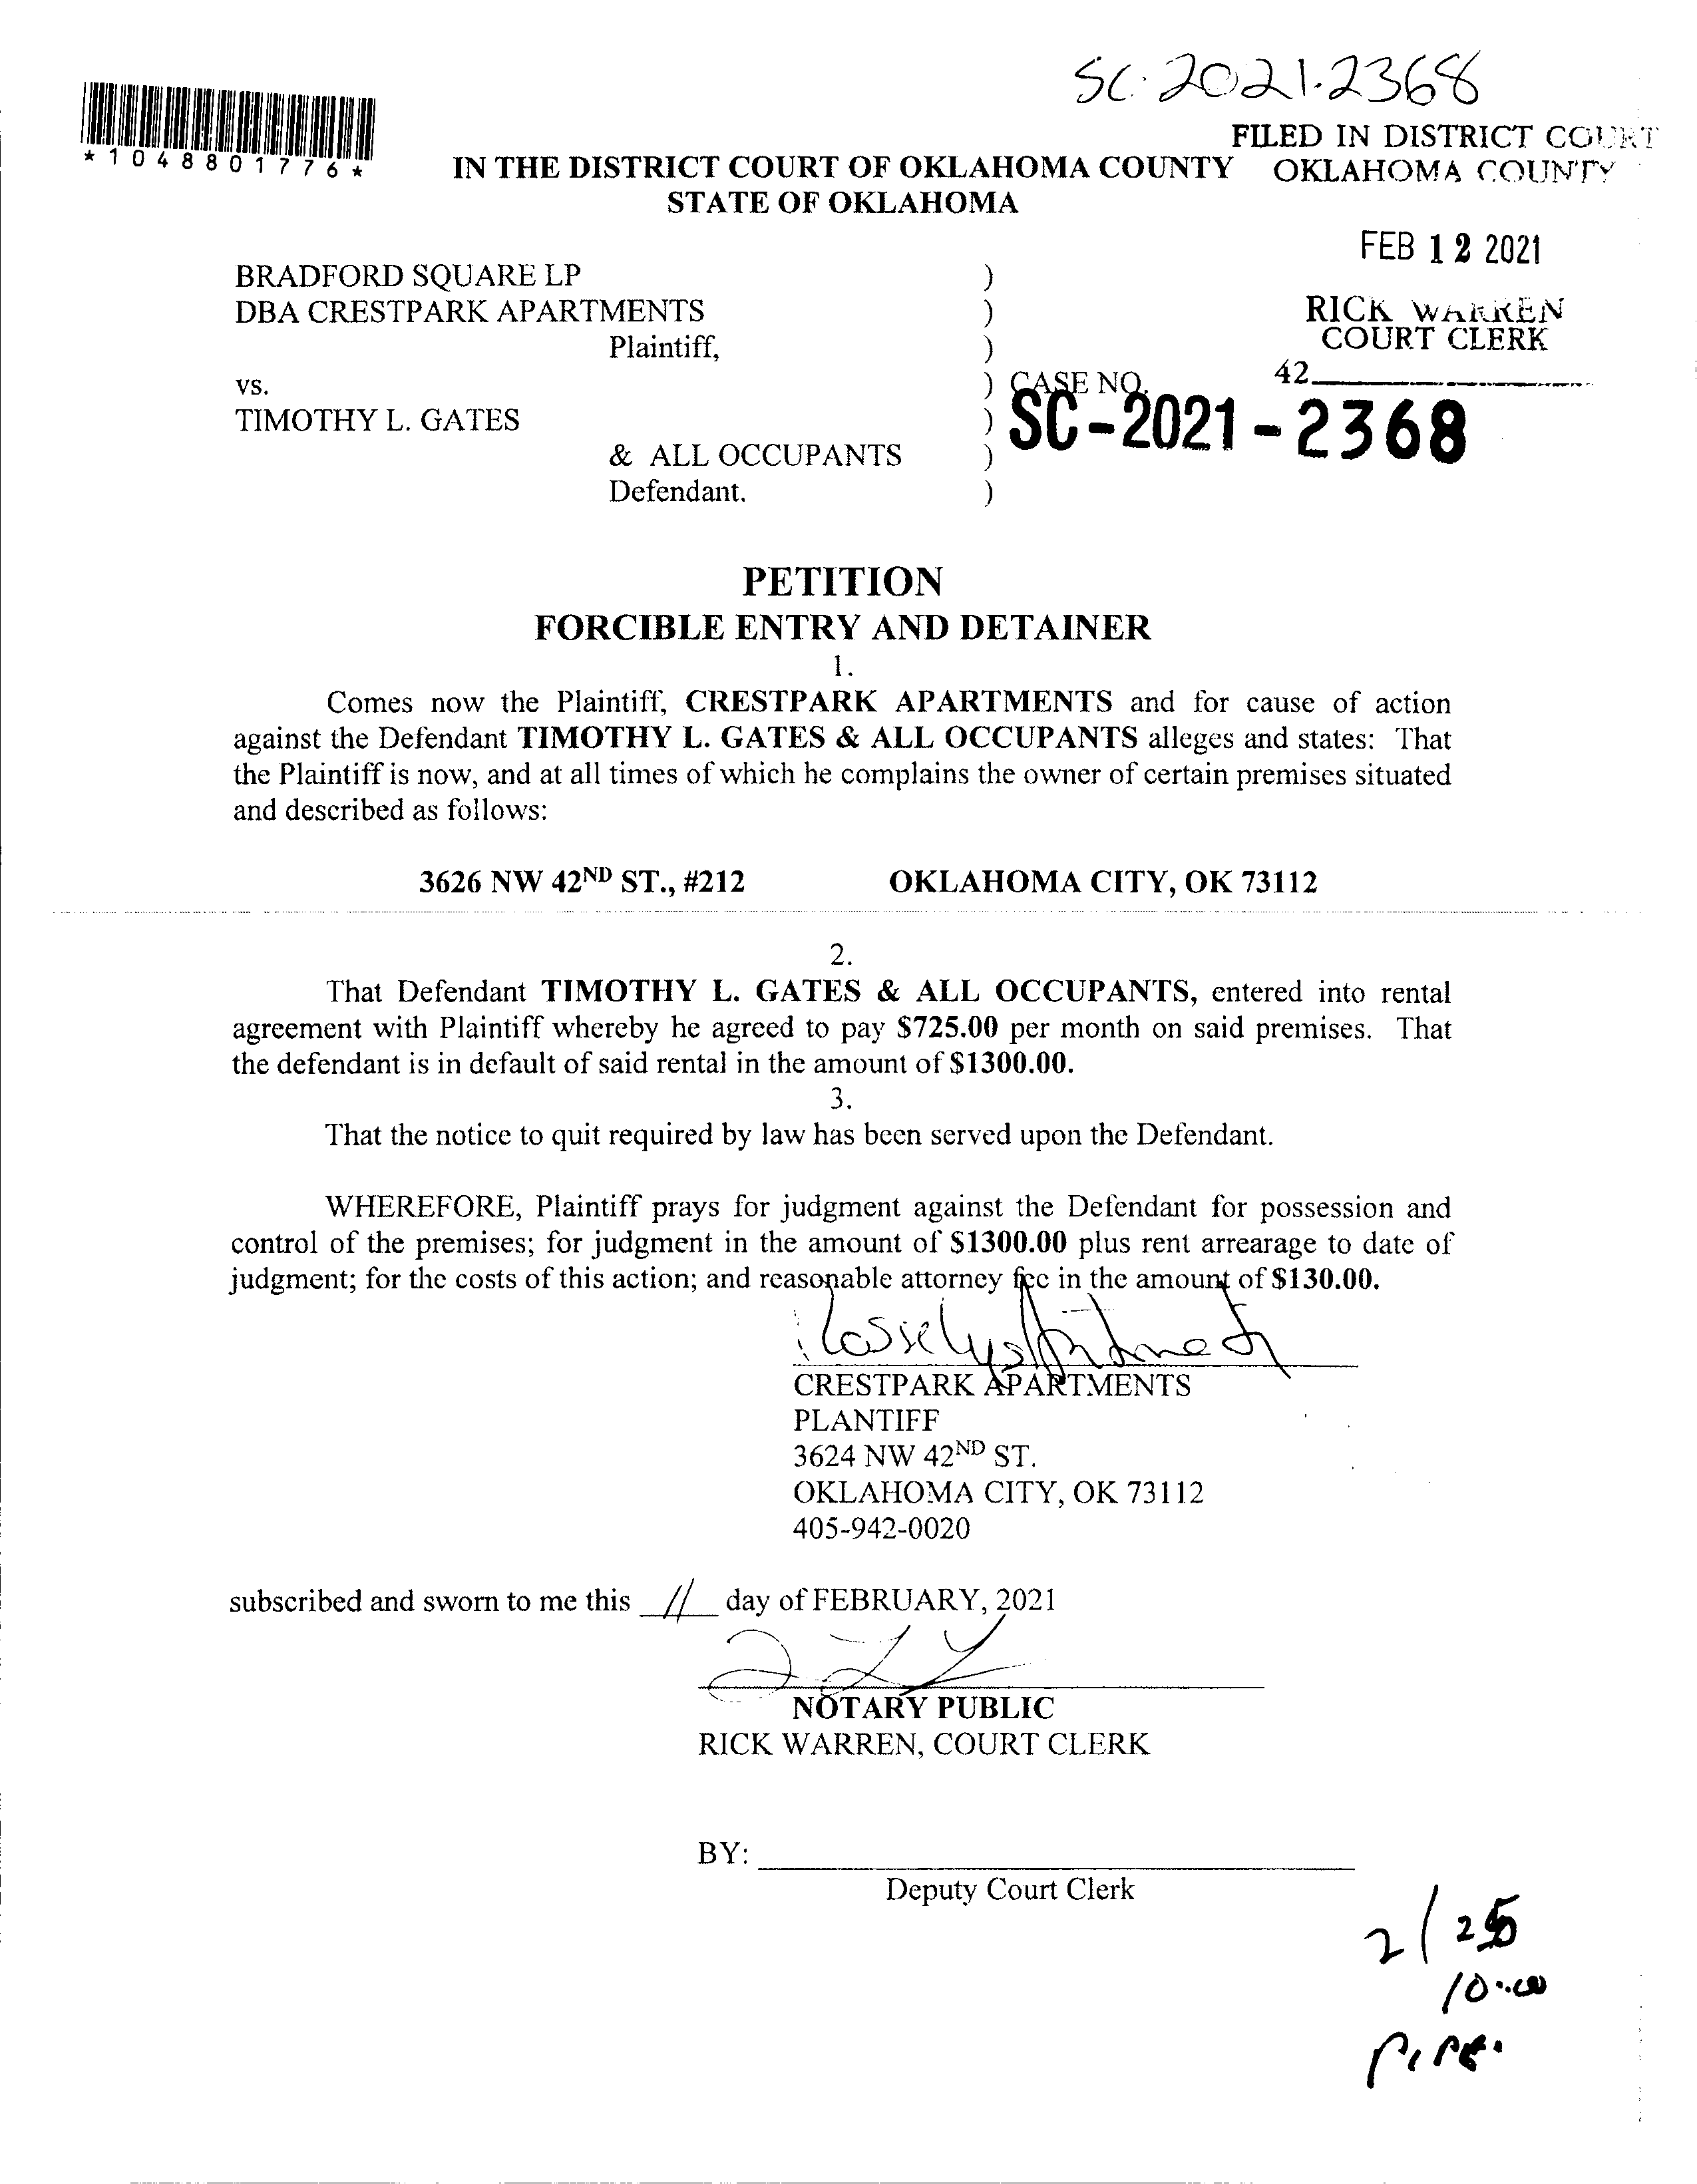 SC-2021-2368
*1048801776*
FILED IN DISTRICT COURT
OKLAHOMA COUNTY
IN THE DISTRICT COURT OF OKLAHOMA COUNTY
STATE OF OKLAHOMA
FEB 12 2021
RICK WARREN
COURT CLERK
42
BRADFORD SQUARE LP )
DBA CRESTPARK APARTMENTS )
Plaintiff, )
vs. ) CASE NO.
TIMOTHY L. GATES ) SC-2021-2368
& ALL OCCUPANTS )
Defendant. )
PETITION
FORCIBLE ENTRY AND DETAINER
1.
Comes now the Plaintiff, CRESTPARK APARTMENTS and for cause of action
against the Defendant TIMOTHY L. GATES & ALL OCCUPANTS alleges and states: That
the Plaintiff is now, and at all times of which he complains the owner of certain premises situated
and described as follows:
3626 NW 42ND ST., #212 OKLAHOMA CITY, OK 73112
2.
That Defendant TIMOTHY L. GATES & ALL OCCUPANTS, entered into rental
agreement with Plaintiff whereby he agreed to pay $725.00 per month on said premises. That
the defendant is in default of said rental in the amount of $1300.00.
3.
That the notice to quit required by law has been served upon the Defendant.
WHEREFORE, Plaintiff prays for judgment against the Defendant for possession and
control of the premises; for judgment in the amount of $1300.00 plus rent arrearage to date of
judgment; for the costs of this action; and reasonable attorney fee in the amount of $130.00.
CRESTPARK APARTMENTS
PLANTIFF
3624 NW 42ND ST.
OKLAHOMA CITY, OK 73112
405-942-0020
subscribed and sworn to me this 11 day of FEBRUARY, 2021
NOTARY PUBLIC
RICK WARREN, COURT CLERK
BY:
Deputy Court Clerk
2/25
10:00